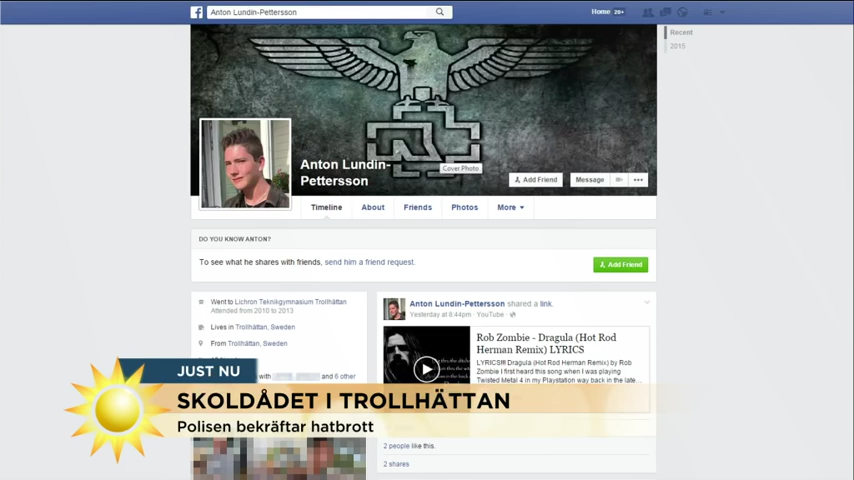 Anton Lundin-Pettersson
Home 20+
Recent
2015
Anton Lundin-
Pettersson
Cover Photo
Add Friend
Message
Timeline
About
Friends
Photos
More
DO YOU KNOW ANTON?
To see what he shares with friends, send him a friend request.
Add Friend
Went to Lichron Teknikgymnasium Trollhättan
Attended from 2010 to 2013
Lives in Trollhättan, Sweden
From Trollhättan, Sweden
and 6 other
Anton Lundin-Pettersson shared a link.
Yesterday at 8:44pm · YouTube ·
Rob Zombie - Dragula (Hot Rod
Herman Remix) LYRICS
LYRICS!!! Dragula (Hot Rod Herman Remix) by Rob
Zombie I first heard this song when I was playing
Twisted Metal 4 in my Playstation way back in the late...
2 people like this.
2 shares
JUST NU
SKOLDÅDET I TROLLHÄTTAN
Polisen bekräftar hatbrott